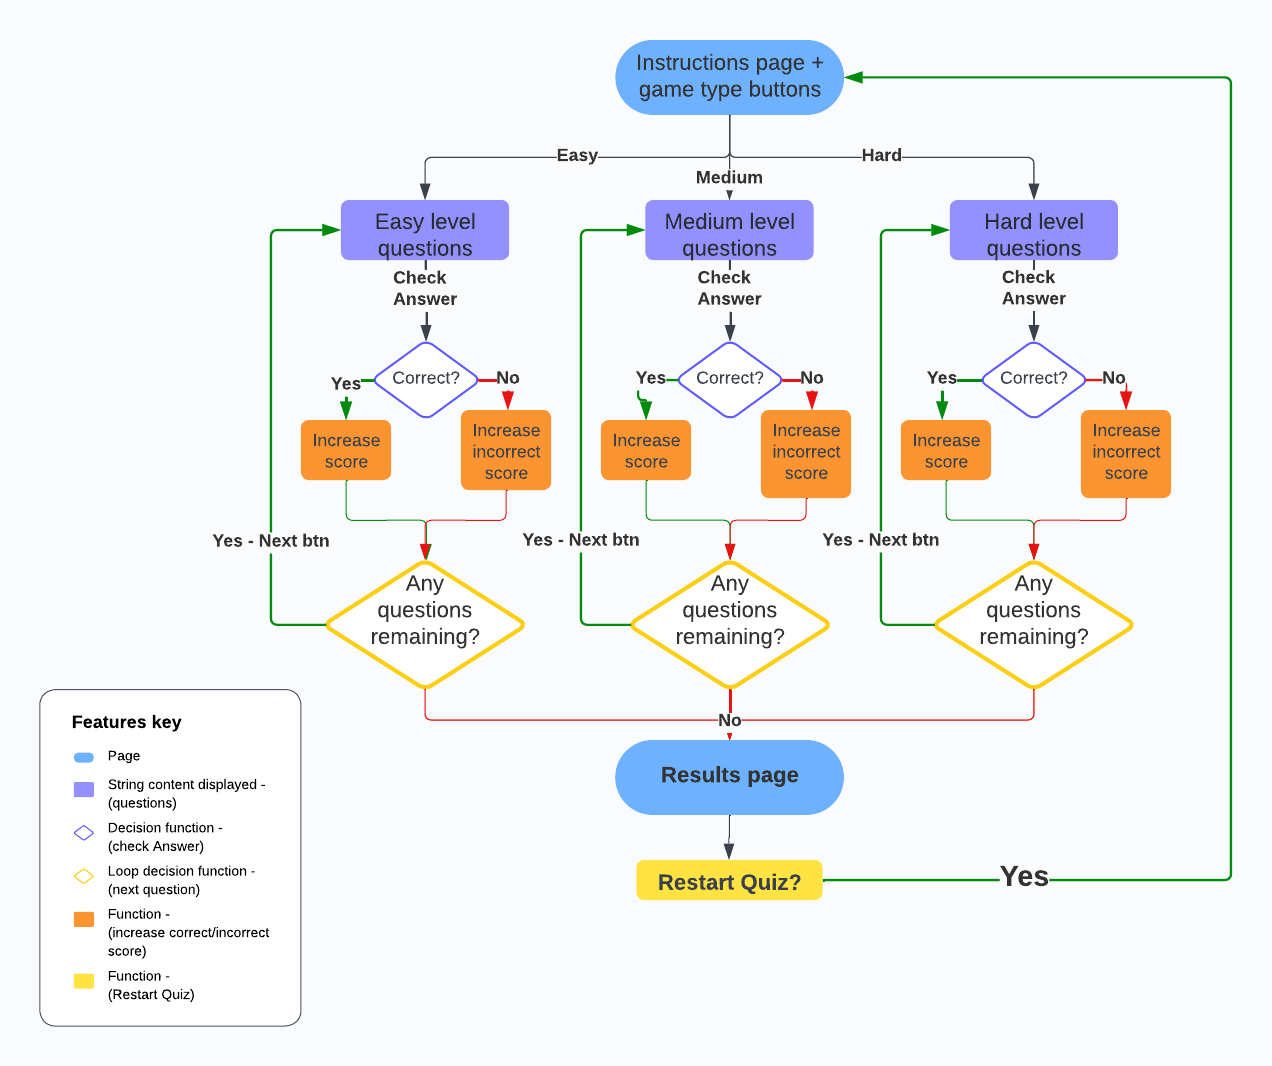 Instructions page +
game type buttons
Easy
Hard
Medium
Easy level
questions
Medium level
questions
Hard level
questions
Check
Answer
Check
Answer
Check
Answer
Correct?
Yes
No
Correct?
Yes
No
Correct?
Yes
No
Increase
score
Increase
incorrect
score
Increase
score
Increase
incorrect
score
Increase
score
Increase
incorrect
score
Yes - Next btn
Yes - Next btn
Yes - Next btn
Any
questions
remaining?
Any
questions
remaining?
Any
questions
remaining?
No
Results page
Restart Quiz?
Yes
Features key
Page
String content displayed -
(questions)
Decision function -
(check Answer)
Loop decision function -
(next question)
Function -
(increase correct/incorrect
score)
Function -
(Restart Quiz)